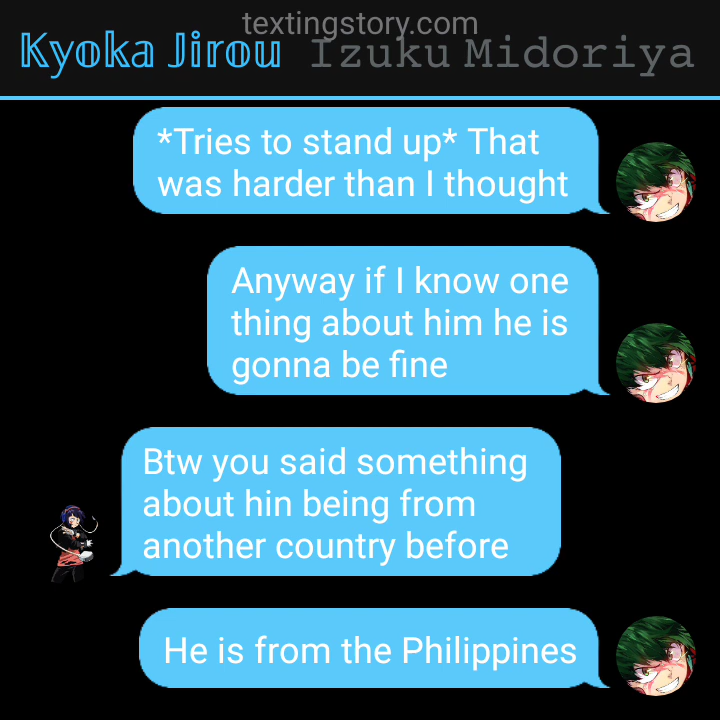 textingstory.com
Kyoka Jirou Izuku Midoriya
*Tries to stand up* That
was harder than I thought
Anyway if I know one
thing about him he is
gonna be fine
Btw you said something
about hin being from
another country before
He is from the Philippines